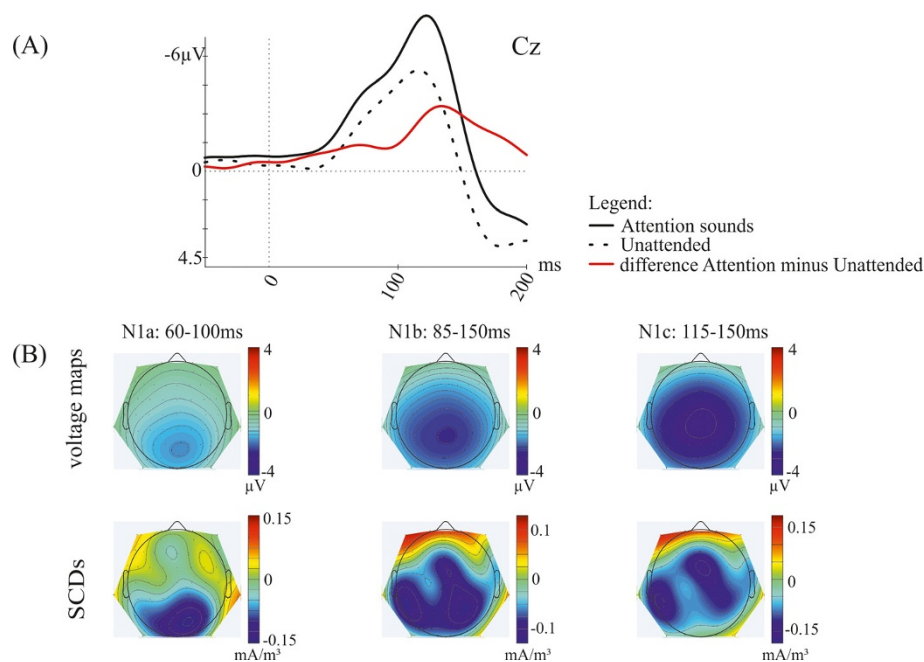 (A)
Cz
-6µV
0
4.5
0
100
200
ms
Legend:
Attention sounds
Unattended
difference Attention minus Unattended
(B)
N1a: 60-100ms
N1b: 85-150ms
N1c: 115-150ms
voltage maps
4
0
-4
µV
4
0
-4
µV
4
0
-4
µV
SCDs
0.15
0
-0.15
mA/m³
0.1
0
-0.1
mA/m³
0.15
0
-0.15
mA/m³